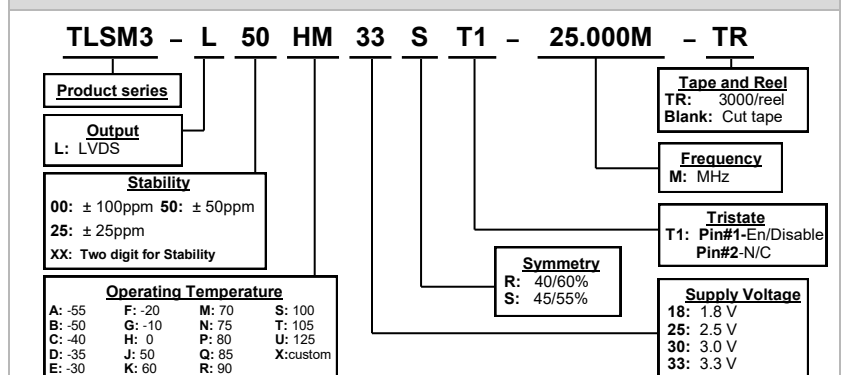 TLSM3 – L 50 HM 33 S T1 – 25.000M – TR
Product series
Output
L: LVDS
Stability
00: ± 100ppm 50: ± 50ppm
25: ± 25ppm
XX: Two digit for Stability
Operating Temperature
A: -55 F: -20 M: 70 S: 100
B: -50 G: -10 N: 75 T: 105
C: -40 H: 0 P: 80 U: 125
D: -35 J: 50 Q: 85 X:custom
E: -30 K: 60 R: 90
Tape and Reel
TR: 3000/reel
Blank: Cut tape
Frequency
M: MHz
Tristate
T1: Pin#1-En/Disable
Pin#2-N/C
Symmetry
R: 40/60%
S: 45/55%
Supply Voltage
18: 1.8 V
25: 2.5 V
30: 3.0 V
33: 3.3 V